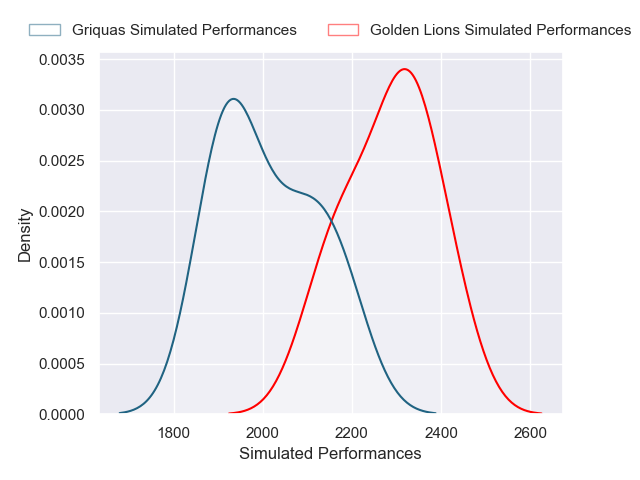 Griquas Simulated Performances Golden Lions Simulated Performances
0.0035
0.0030
0.0025
0.0020
0.0015
0.0010
0.0005
0.0000
Density
1800 2000 2200 2400 2600
Simulated Performances